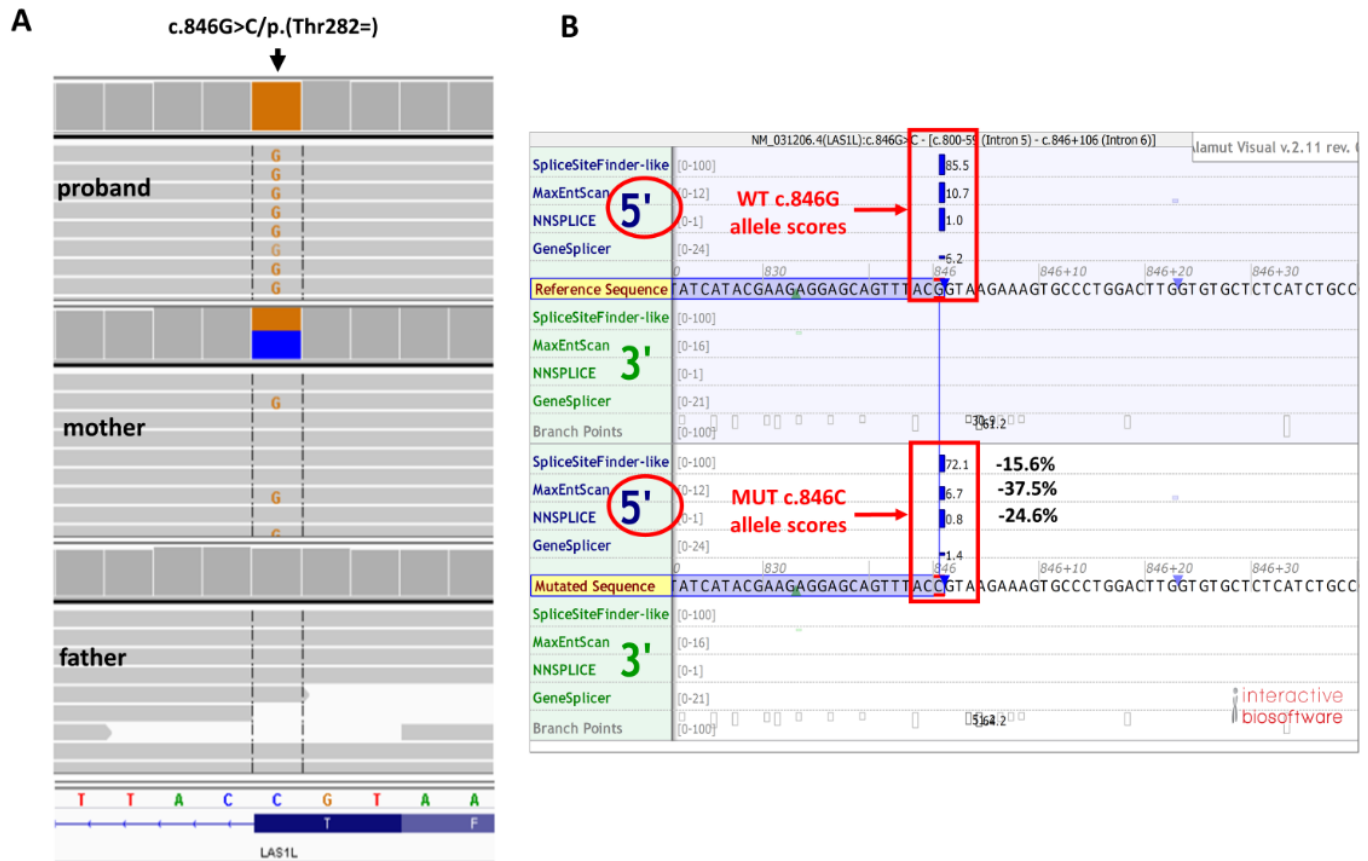 A
c.846G>C/p.(Thr282=)
G
G
G
G
G
G
G
G
proband
G
G
G
mother
father
T T A C C G T A A
T F
LAS1L
B
NM_031206.4(LAS1L):c.846G>C - [c.800-59 (Intron 5) - c.846+106 (Intron 6)]
lamut Visual v.2.11 rev.
SpliceSiteFinder-like [0-100] 85.5
MaxEntScan [0-12] 10.7
NNSPLICE [0-1] 1.0
GeneSplicer [0-24] 6.2
5'
WT c.846G
allele scores
0 830 846 846+10 846+20 846+30
Reference Sequence TATCATACGAAGAGGAGCAGTTTACGGTAAGAAAGTGCCCTGGACTTGGTGTGCTCTCATCTGCC
SpliceSiteFinder-like [0-100]
MaxEntScan [0-16]
NNSPLICE [0-1]
GeneSplicer [0-21]
3'
Branch Points [0-100]
SpliceSiteFinder-like [0-100] 72.1 -15.6%
MaxEntScan [0-12] 6.7 -37.5%
NNSPLICE [0-1] 0.8 -24.6%
GeneSplicer [0-24] 1.4
5'
MUT c.846C
allele scores
0 830 846 846+10 846+20 846+30
Mutated Sequence TATCATACGAAGAGGAGCAGTTTACCGTAAGAAAGTGCCCTGGACTTGGTGTGCTCTCATCTGCC
SpliceSiteFinder-like [0-100]
MaxEntScan [0-16]
NNSPLICE [0-1]
GeneSplicer [0-21]
3'
Branch Points [0-100]
interactive
biosoftware